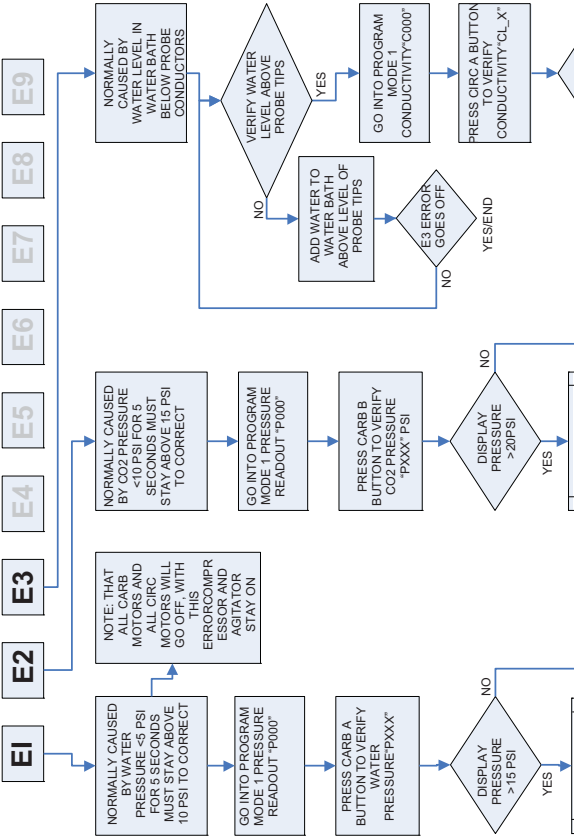 EI
E2
E3
E4
E5
E6
E7
E8
E9
NORMALLY CAUSED
BY WATER
PRESSURE <5 PSI
FOR 5 SECONDS
MUST STAY ABOVE
10 PSI TO CORRECT
NOTE: THAT
ALL CARB
MOTORS AND
ALL CIRC
MOTORS WILL
GO OFF, WITH
THIS
ERRORCOMPR
ESSOR AND
AGITATOR
STAY ON
GO INTO PROGRAM
MODE 1 PRESSURE
READOUT "P000"
PRESS CARB A
BUTTON TO VERIFY
WATER
PRESSURE"PXXX"
DISPLAY
PRESSURE
>15 PSI
NO
YES
NORMALLY CAUSED
BY CO2 PRESSURE
<10 PSI FOR 5
SECONDS MUST
STAY ABOVE 15 PSI
TO CORRECT
GO INTO PROGRAM
MODE 1 PRESSURE
READOUT "P000"
PRESS CARB B
BUTTON TO VERIFY
CO2 PRESSURE
"PXXX" PSI
DISPLAY
PRESSURE
>20PSI
NO
YES
NORMALLY
CAUSED BY
WATER LEVEL IN
WATER BATH
BELOW PROBE
CONDUCTORS
VERIFY WATER
LEVEL ABOVE
PROBE TIPS
NO
YES
ADD WATER TO
WATER BATH
ABOVE LEVEL OF
PROBE TIPS
E3 ERROR
GOES OFF
NO
YES/END
GO INTO PROGRAM
MODE 1
CONDUCTIVITY"C000"
PRESS CIRC A BUTTON
TO VERIFY
CONDUCTIVITY"CL_X"